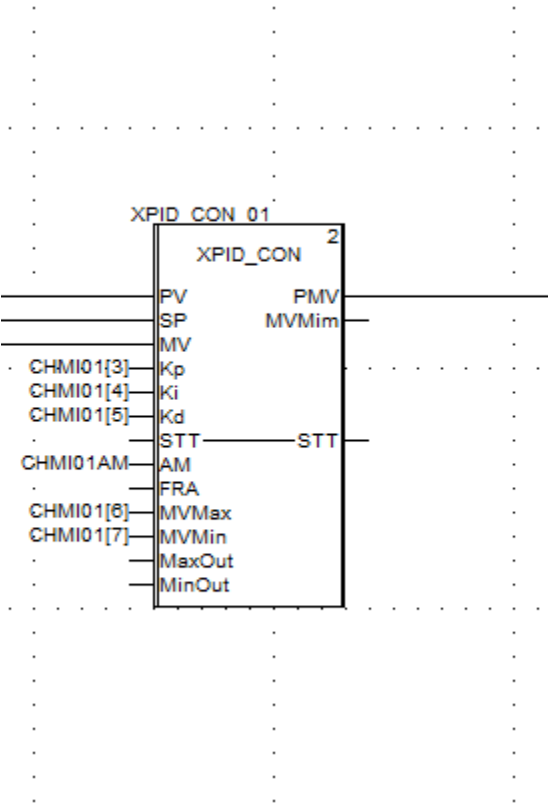 XPID_CON_01
2
XPID_CON
PV PMV
SP MVMim
MV
CHMI01[3] Kp
CHMI01[4] Ki
CHMI01[5] Kd
STT STT
CHMI01AM AM
FRA
CHMI01[6] MVMax
CHMI01[7] MVMin
MaxOut
MinOut